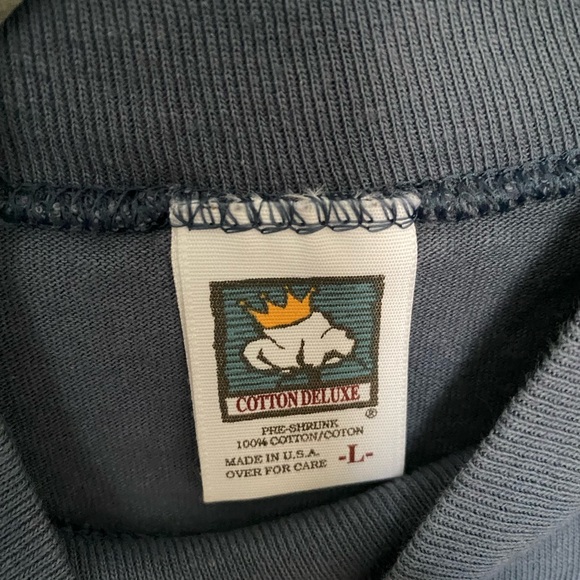 COTTON DELUXE
®
PRE-SHRUNK
100% COTTON/COTON
MADE IN U.S.A.
OVER FOR CARE -L-